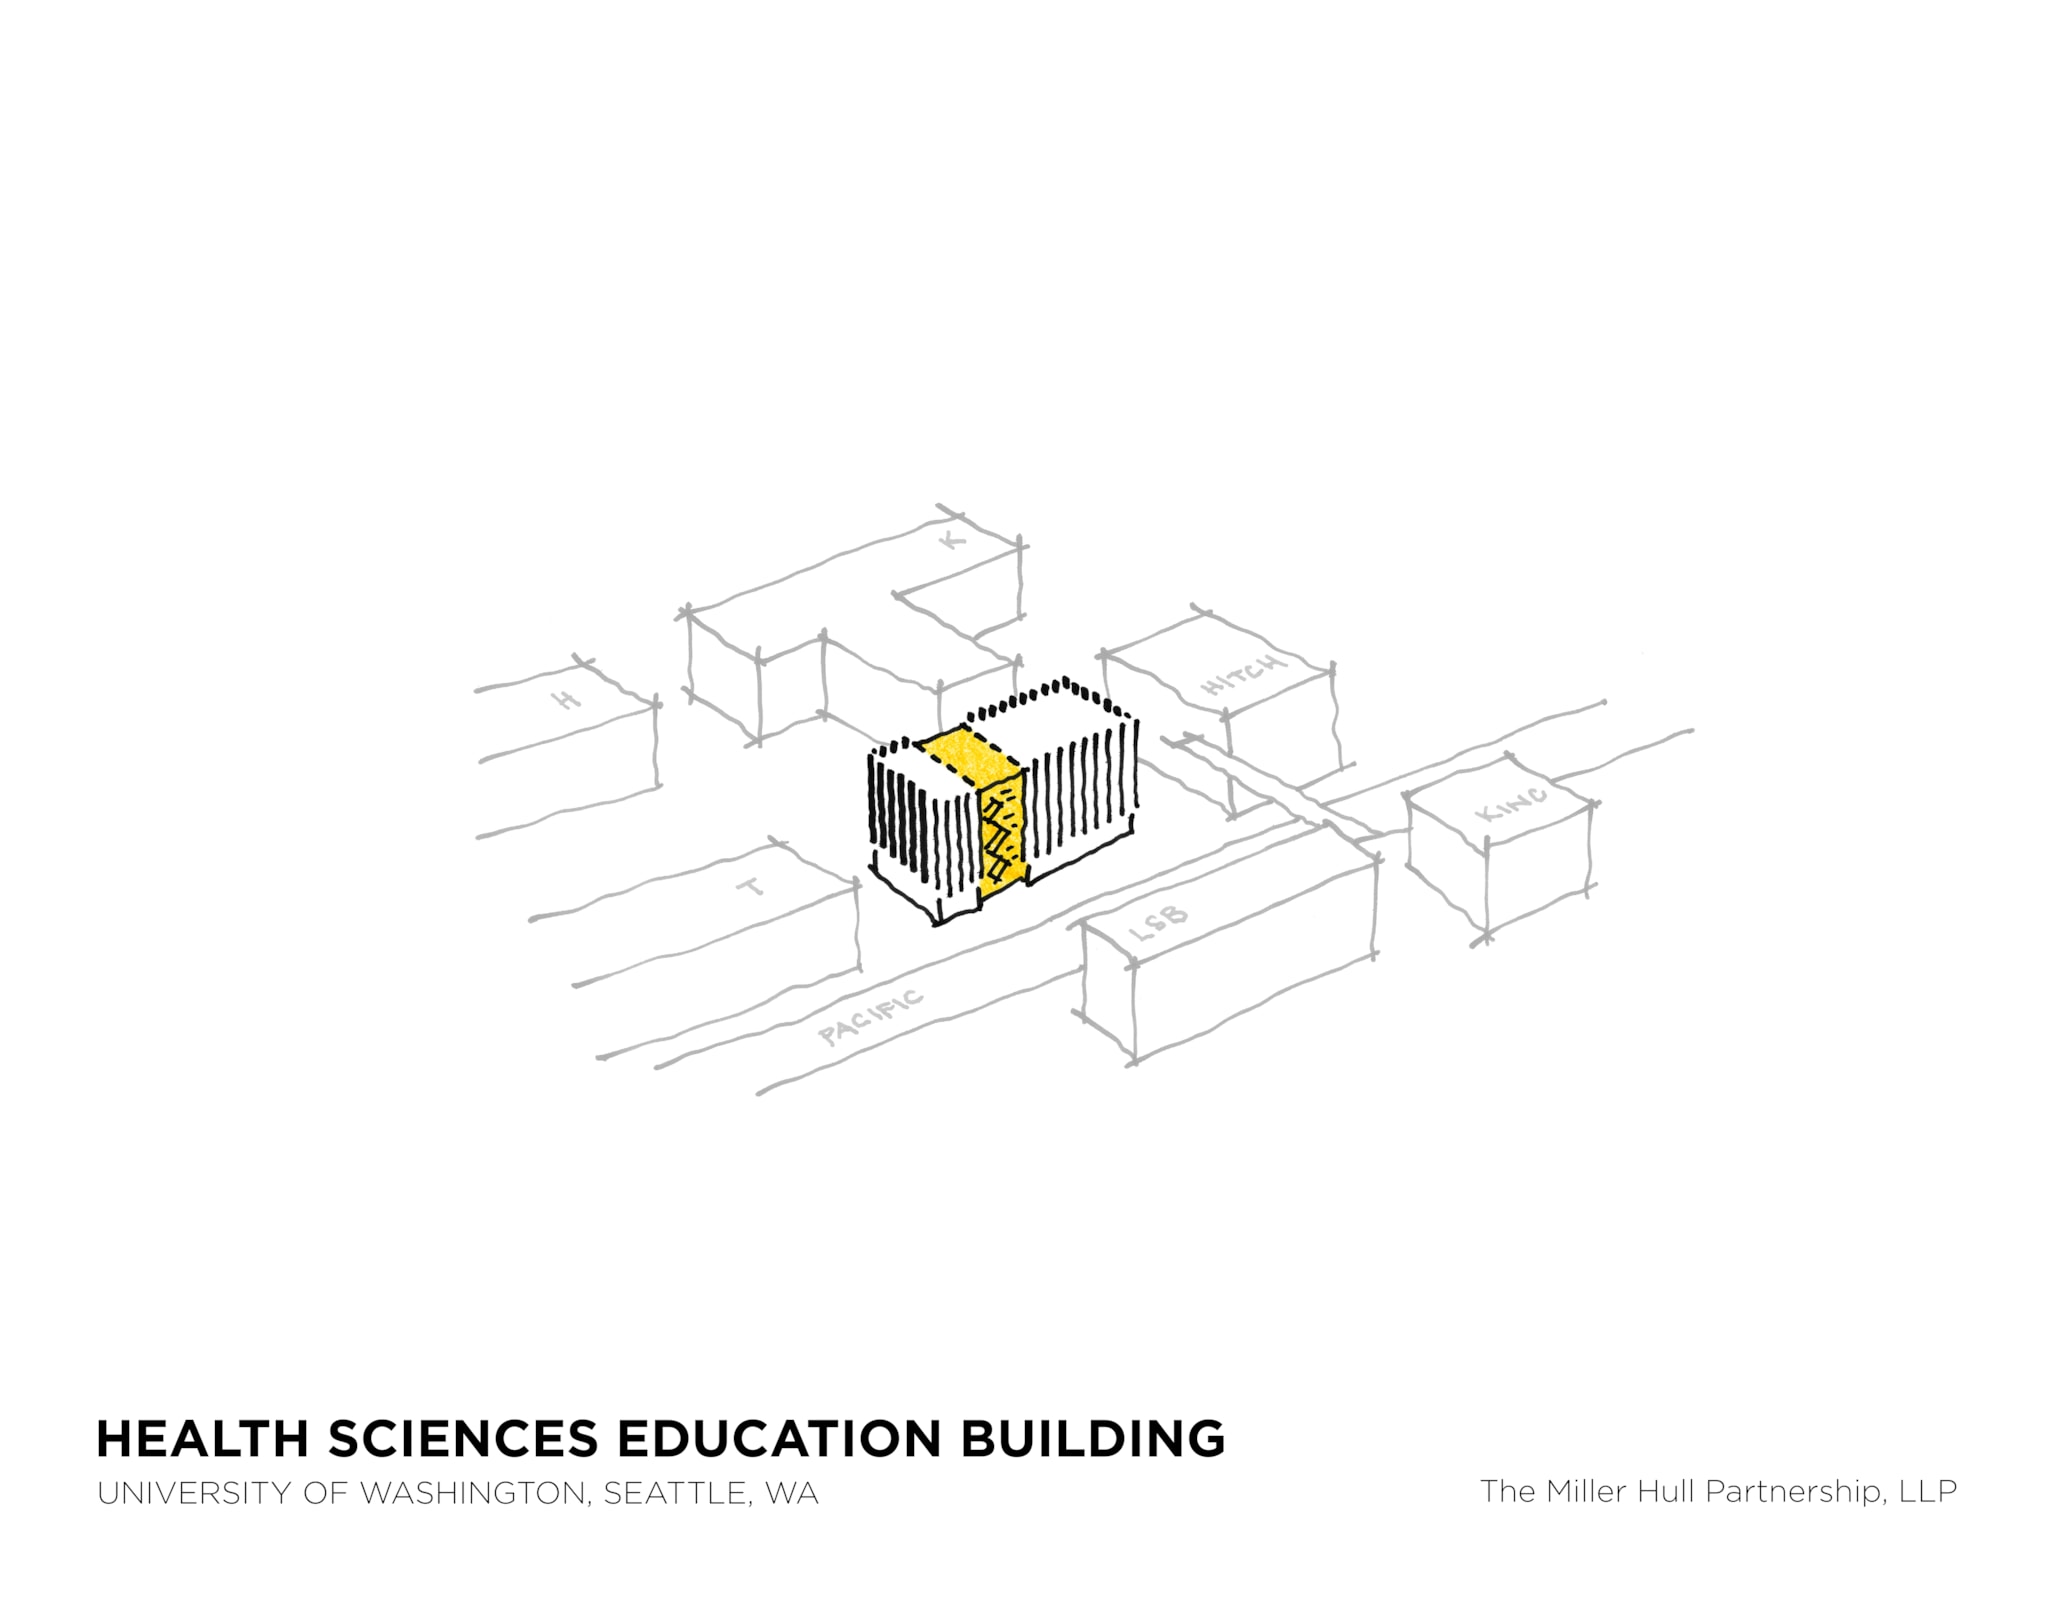 K
H
HITCH
KING
T
LSB
PACIFIC
HEALTH SCIENCES EDUCATION BUILDING
UNIVERSITY OF WASHINGTON, SEATTLE, WA
The Miller Hull Partnership, LLP